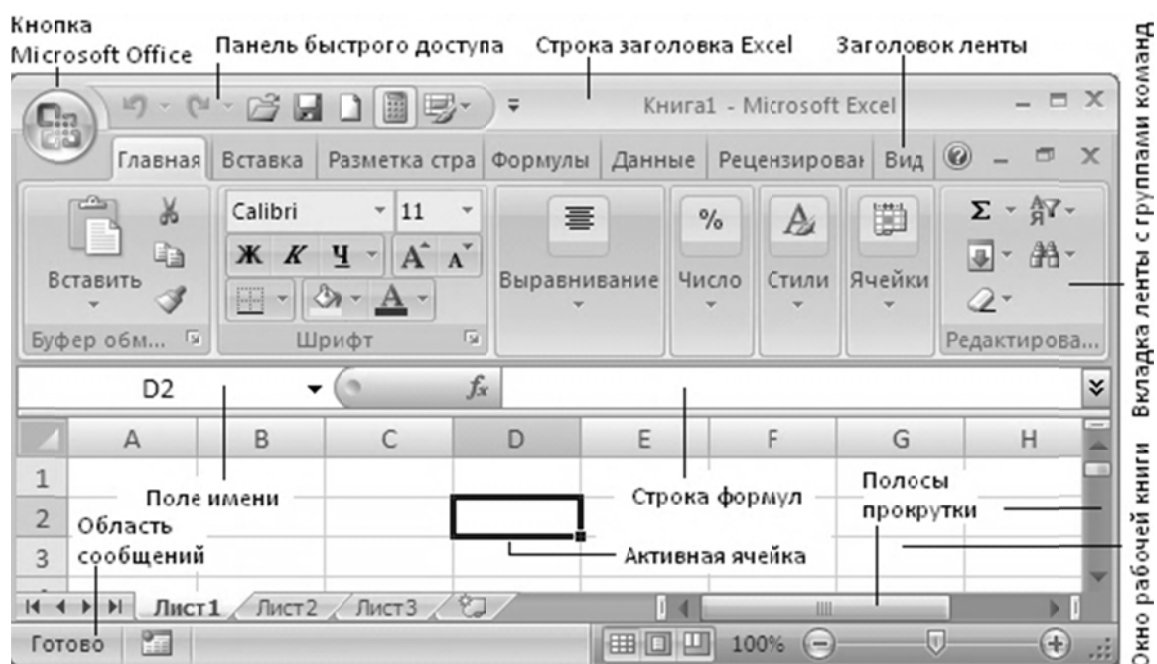 Кнопка
Microsoft Office
Панель быстрого доступа
Строка заголовка Excel
Заголовок ленты
Книга1 - Microsoft Excel
Главная Вставка Разметка стра Формулы Данные Рецензирован Вид
Calibri 11
Ж К Ч А А
Σ А Я
%
А
Вставить
Выравнивание Число Стили Ячейки
Буфер обм... Шрифт Редактирова...
Вкладка ленты с группами команд
D2 fx
A B C D E F G H
1
Поле имени
Строка формул
Полосы
прокрутки
2
Область
сообщений
3
Активная ячейка
Окно рабочей книги
Лист1 Лист2 Лист3
Готово 100%